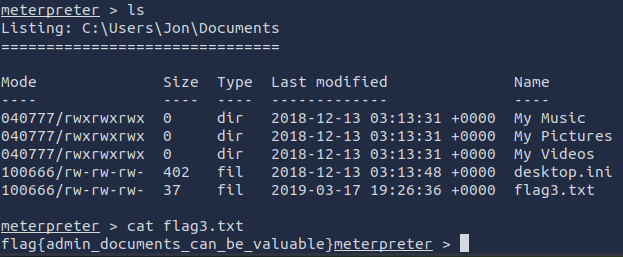 meterpreter > ls
Listing: C:\Users\Jon\Documents
===============================
Mode              Size  Type  Last modified              Name
----              ----  ----  -------------              ----
040777/rwxrwxrwx  0     dir   2018-12-13 03:13:31 +0000  My Music
040777/rwxrwxrwx  0     dir   2018-12-13 03:13:31 +0000  My Pictures
040777/rwxrwxrwx  0     dir   2018-12-13 03:13:31 +0000  My Videos
100666/rw-rw-rw-  402   fil   2018-12-13 03:13:48 +0000  desktop.ini
100666/rw-rw-rw-  37    fil   2019-03-17 19:26:36 +0000  flag3.txt
meterpreter > cat flag3.txt
flag{admin_documents_can_be_valuable}meterpreter >